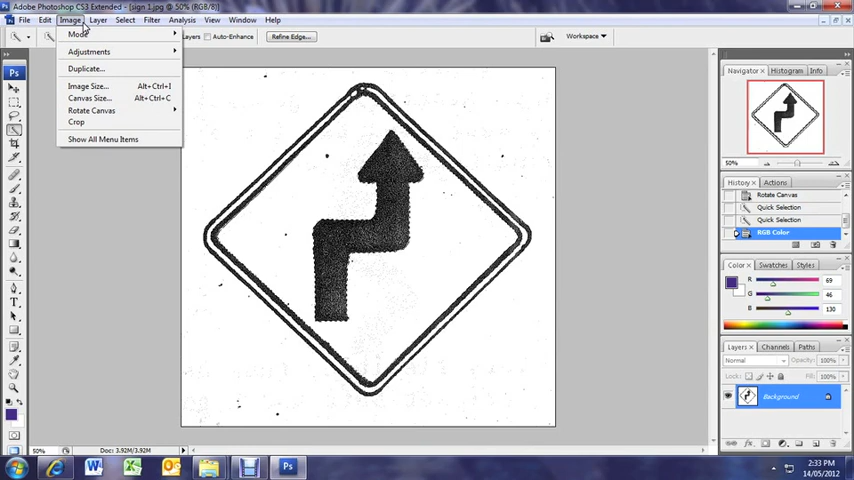 Adobe Photoshop CS3 Extended - [sign 1.jpg @ 50% (RGB/8)]
File Edit Image Layer Select Filter Analysis View Window Help
Layers Auto-Enhance Refine Edge... Workspace
Mode
Adjustments
Duplicate...
Image Size... Alt+Ctrl+I
Canvas Size... Alt+Ctrl+C
Rotate Canvas
Crop
Show All Menu Items
Navigator Histogram Info
50%
History Actions
Rotate Canvas
Quick Selection
Quick Selection
RGB Color
Color Swatches Styles
R 69
G 46
B 130
Layers Channels Paths
Normal Opacity: 100%
Lock: Fill: 100%
Background
50% Doc: 3.92M/3.92M
2:33 PM
14/05/2012